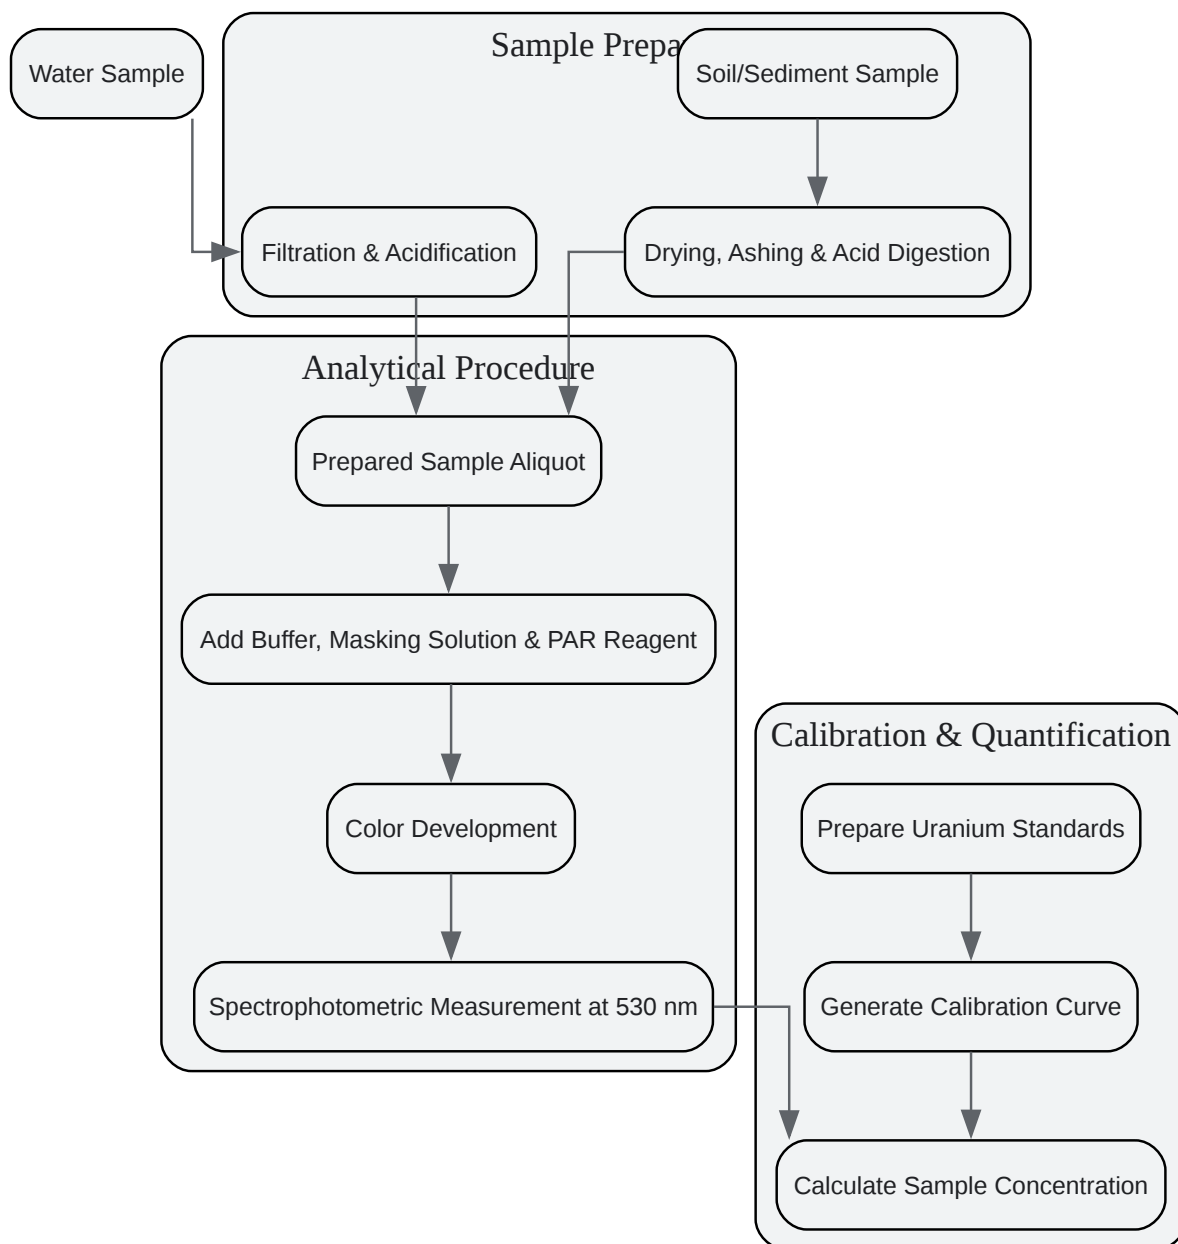 Water Sample
Sample Prepa
Soil/Sediment Sample
Filtration & Acidification
Drying, Ashing & Acid Digestion
Analytical Procedure
Prepared Sample Aliquot
Add Buffer, Masking Solution & PAR Reagent
Color Development
Spectrophotometric Measurement at 530 nm
Calibration & Quantification
Prepare Uranium Standards
Generate Calibration Curve
Calculate Sample Concentration